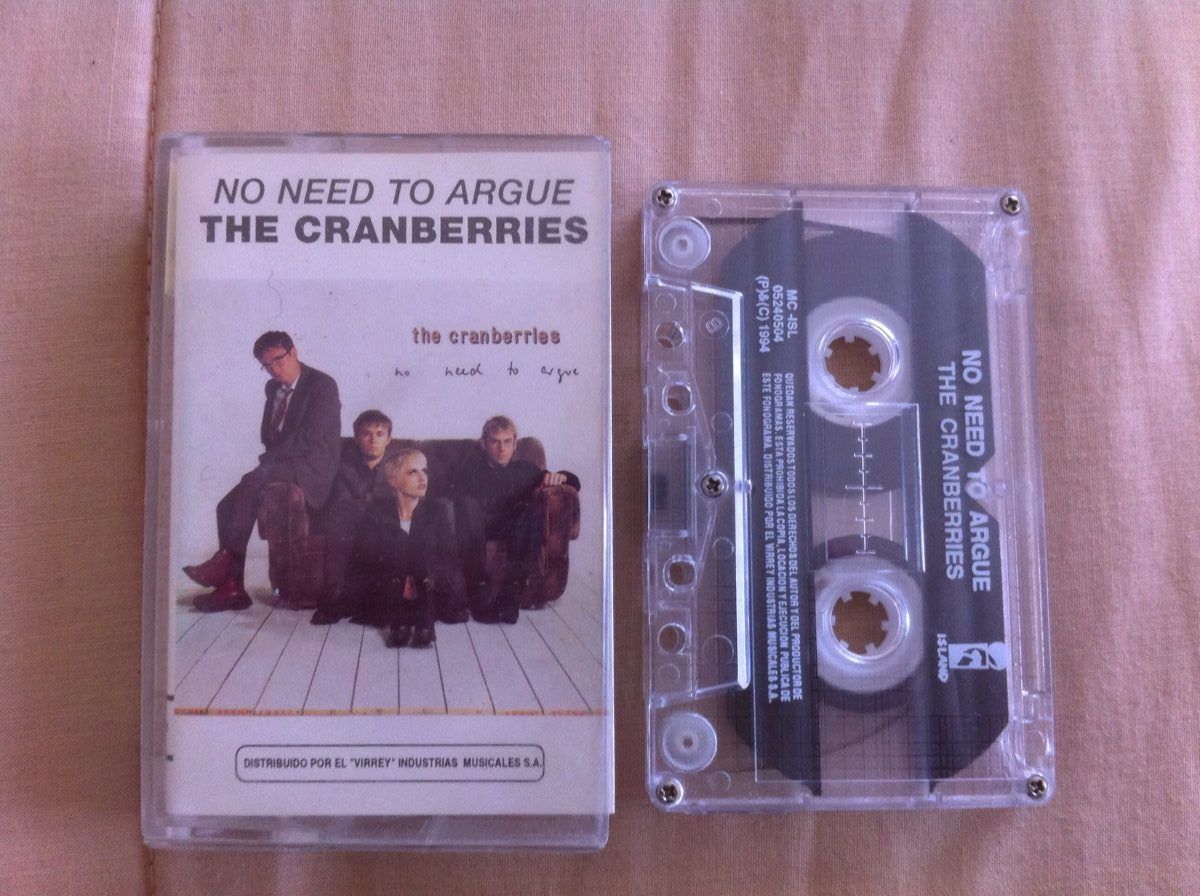 NO NEED TO ARGUE
THE CRANBERRIES
the cranberries
no need to argue
DISTRIBUIDO POR EL "VIRREY" INDUSTRIAS MUSICALES S.A.
NO NEED TO ARGUE
THE CRANBERRIES
ISLAND
MC -ISL
05240504
(P)&(C) 1994
QUEDAN RESERVADOS TODOS LOS DERECHOS DEL AUTOR Y DEL PRODUCTOR DE
FONOGRAMAS. ESTA PROHIBIDA LA COPIA, LOCACION Y EJECUCION PUBLICA DE
ESTE FONOGRAMA. DISTRIBUIDO POR EL VIRREY INDUSTRIAS MUSICALES S.A.